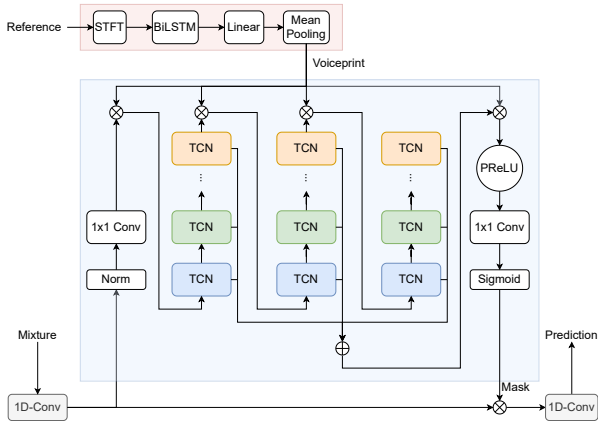 Reference
STFT
BiLSTM
Linear
Mean
Pooling
Voiceprint
TCN
TCN
TCN
...
...
...
PReLU
1x1 Conv
TCN
TCN
TCN
1x1 Conv
Norm
TCN
TCN
TCN
Sigmoid
Mixture
Prediction
Mask
1D-Conv
1D-Conv